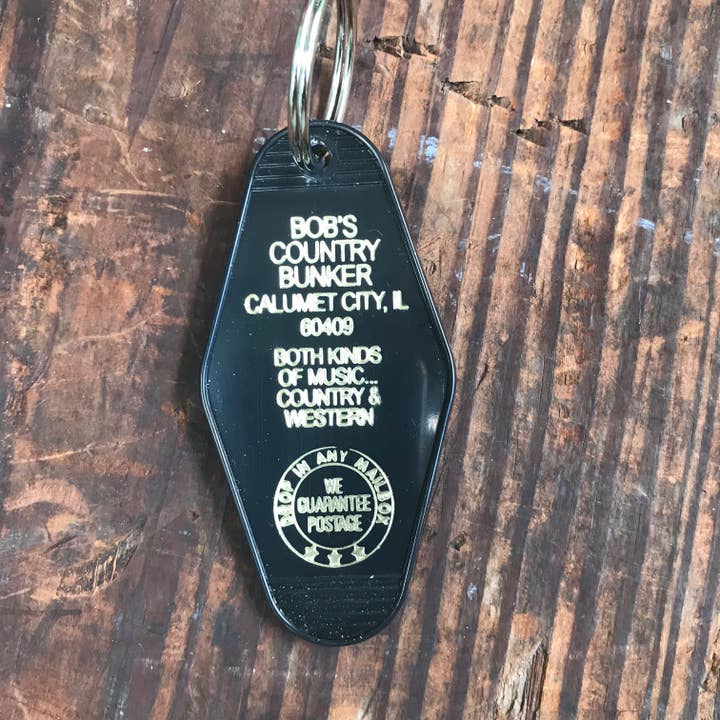 BOB'S
COUNTRY
BUNKER
CALUMET CITY, IL
60409
BOTH KINDS
OF MUSIC...
COUNTRY &
WESTERN
DROP IN ANY MAILBOX
WE
GUARANTEE
POSTAGE